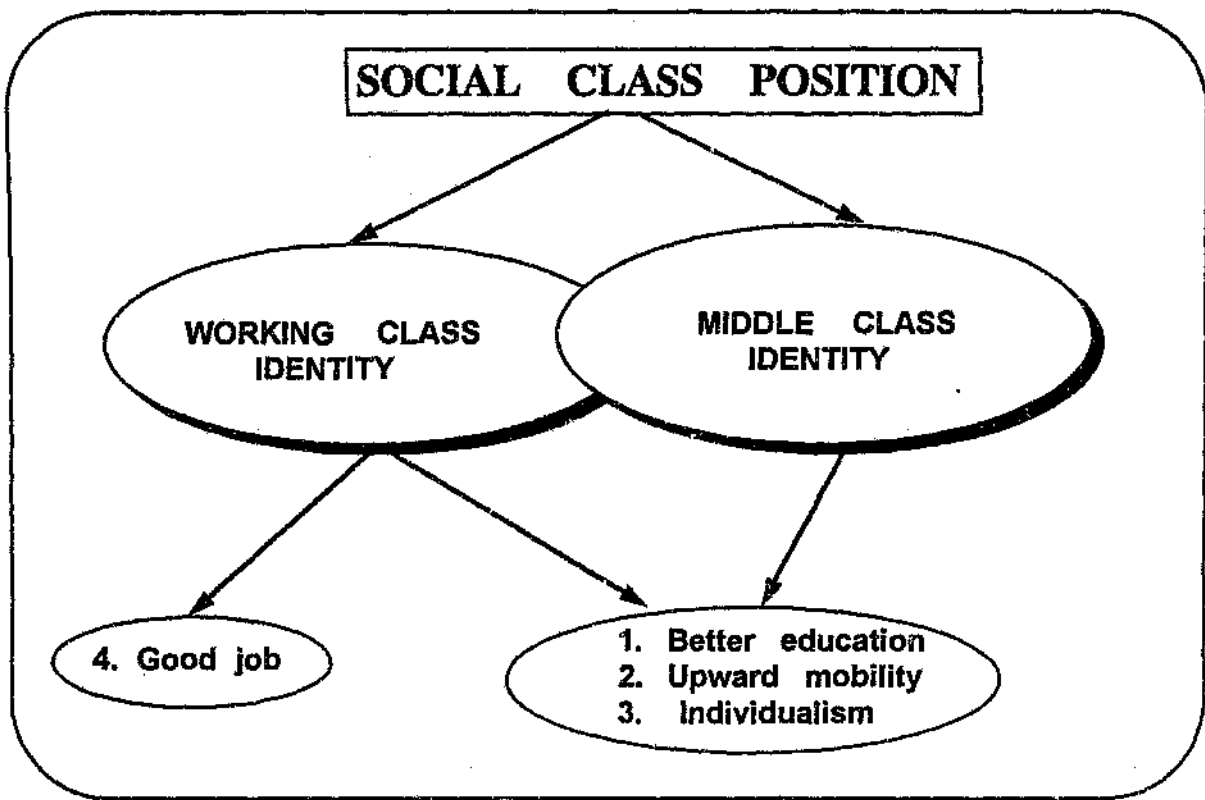 SOCIAL CLASS POSITION
WORKING CLASS
IDENTITY
MIDDLE CLASS
IDENTITY
4. Good job
1. Better education
2. Upward mobility
3. Individualism